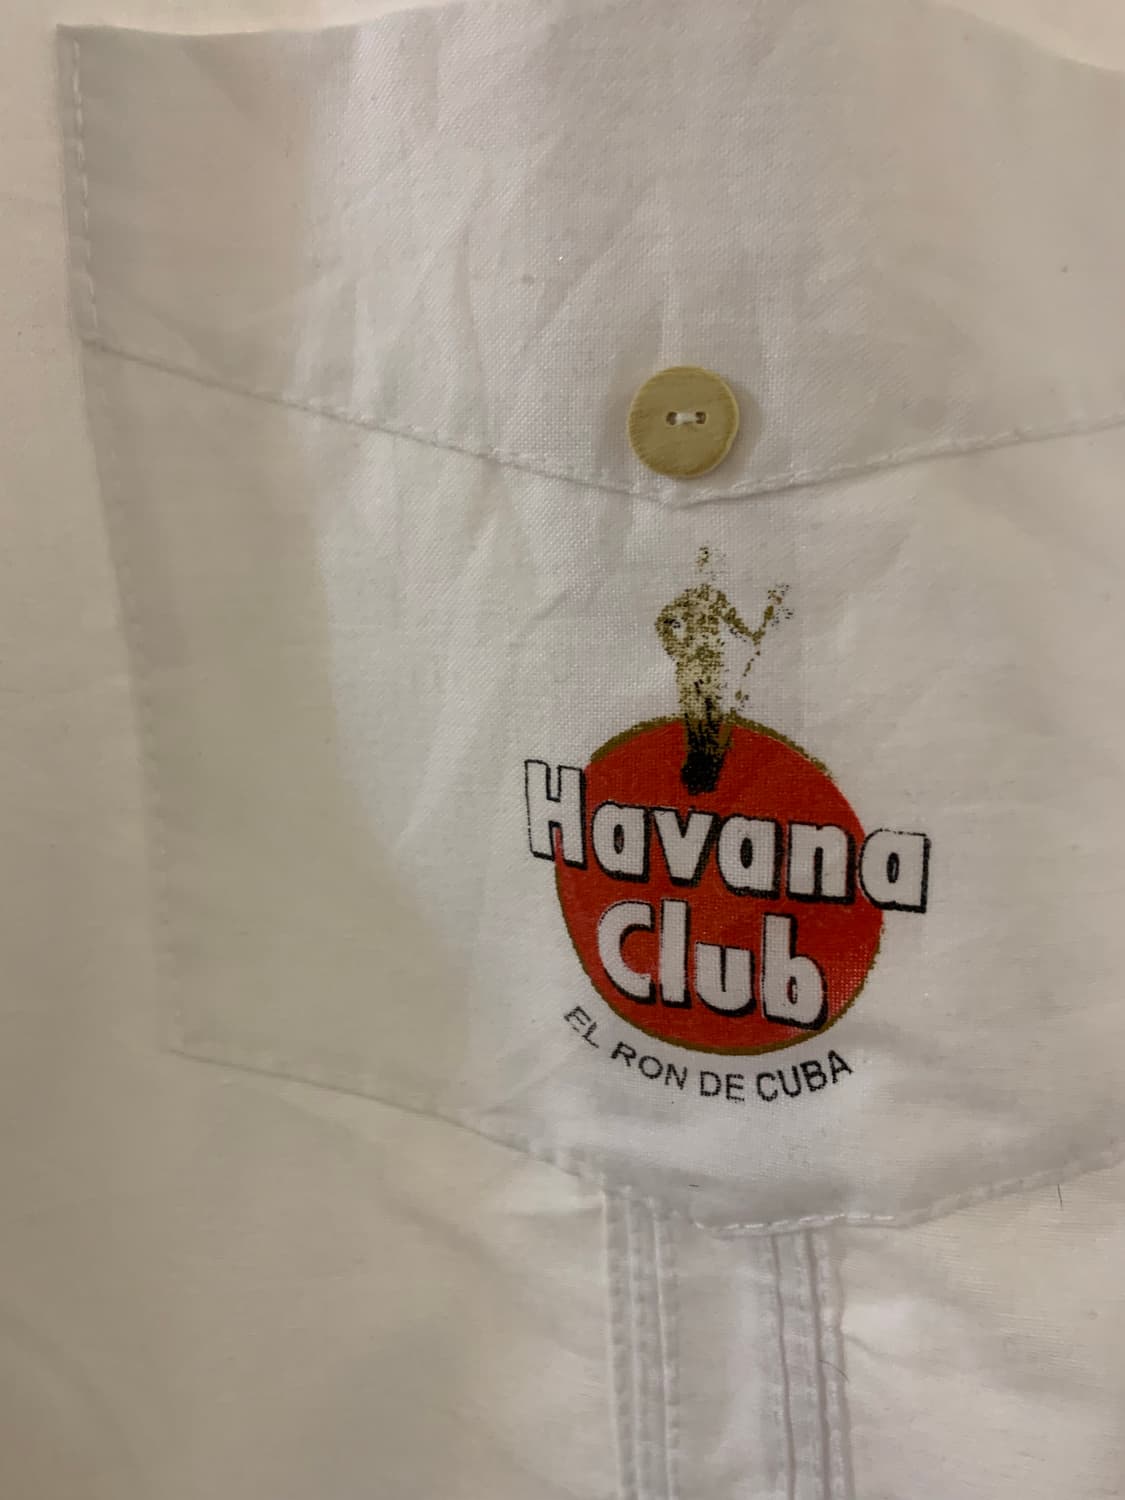 Havana
Club
EL RON DE CUBA